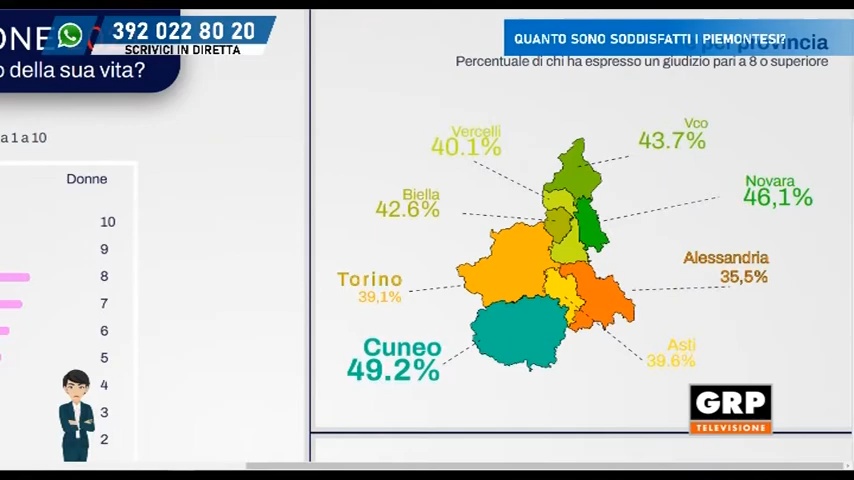 ONE
392 022 80 20
SCRIVICI IN DIRETTA
o della sua vita?
QUANTO SONO SODDISFATTI I PIEMONTESI?
per provincia
Percentuale di chi ha espresso un giudizio pari a 8 o superiore
a 1 a 10
Donne
10
9
8
7
6
5
4
3
2
Vercelli
40.1%
Vco
43.7%
Biella
42.6%
Novara
46,1%
Torino
39,1%
Alessandria
35,5%
Cuneo
49.2%
Asti
39.6%
GRP
TELEVISIONE